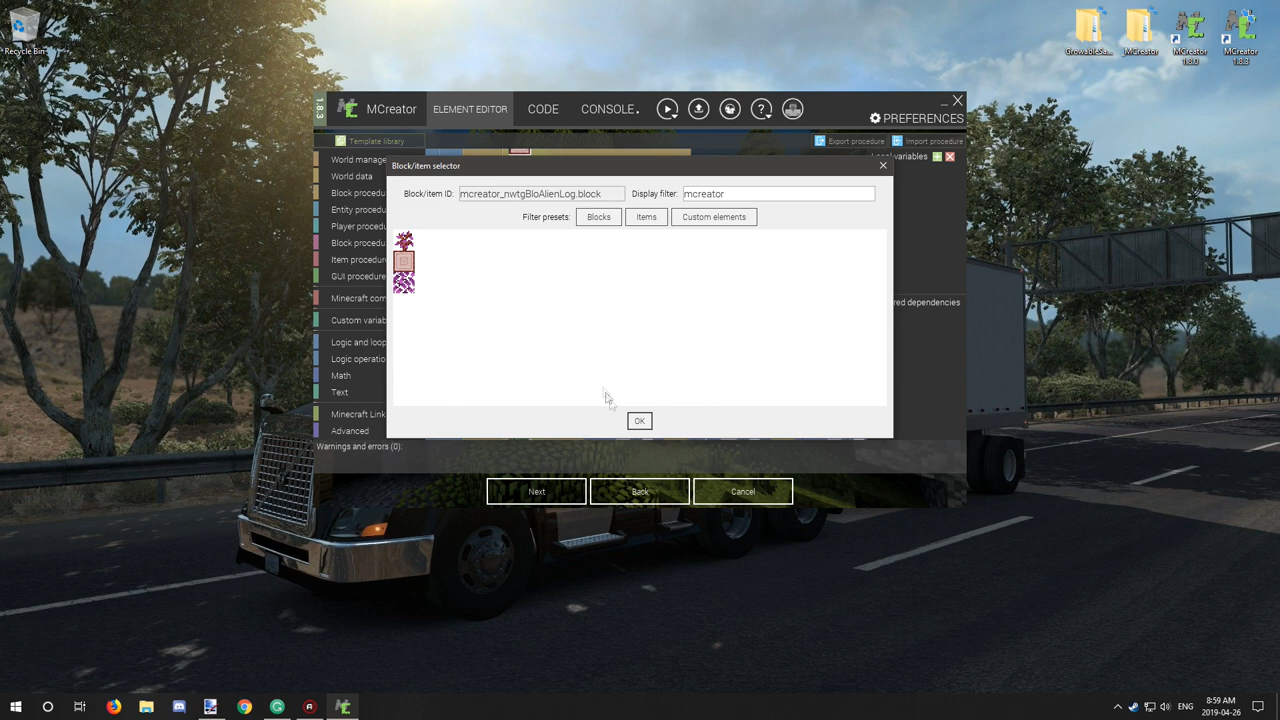 Recycle Bin
GrowableSa...
_MCreator
MCreator 1.8.0
MCreator 1.8.3
1.8.3
MCreator
ELEMENT EDITOR
CODE
CONSOLE.
PREFERENCES
Template library
Export procedure
Import procedure
World manage
World data
Block procedu
Entity procedu
Player procedu
Block procedu
Item procedure
GUI procedure
Minecraft com
Custom variab
Logic and loop
Logic operatio
Math
Text
Minecraft Link
Advanced
Block/item selector
Block/item ID: mcreator_nwtgBloAlienLog.block Display filter: mcreator
Filter presets: Blocks Items Custom elements
OK
variables
red dependencies
Warnings and errors (0):
Next Back Cancel
ENG
8:59 AM
2019-04-26